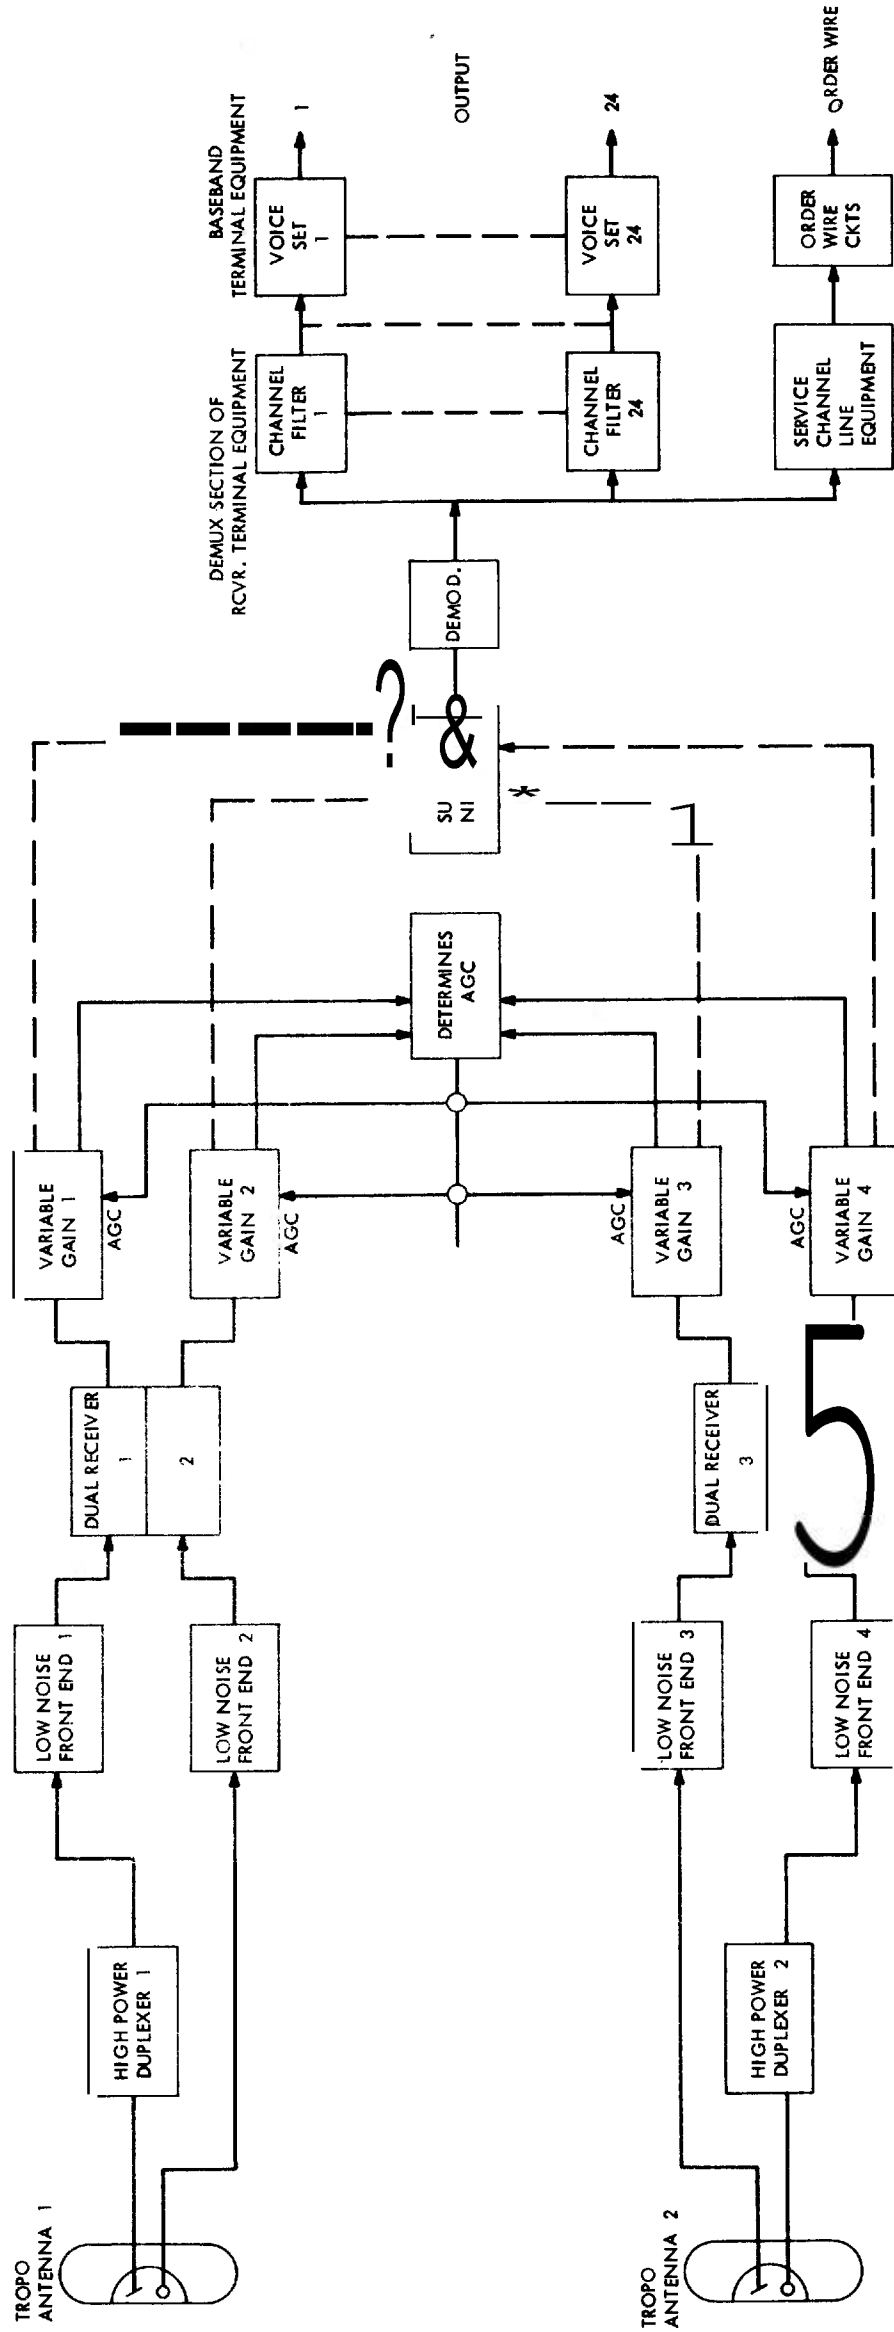 TROPO
ANTENNA 1
HIGH POWER
DUPLEXER 1
LOW NOISE
FRONT END 1
LOW NOISE
FRONT END 2
DUAL RECEIVER
1
2
VARIABLE
GAIN 1
AGC
VARIABLE
GAIN 2
AGC
TROPO
ANTENNA 2
HIGH POWER
DUPLEXER 2
LOW NOISE
FRONT END 3
LOW NOISE
FRONT END 4
DUAL RECEIVER
3
5
VARIABLE
GAIN 3
AGC
VARIABLE
GAIN 4
AGC
DETERMINES
AGC
?
SU
NI
&
*
1
DEMOD.
DEMUX SECTION OF
RCVR. TERMINAL EQUIPMENT
CHANNEL
FILTER
1
CHANNEL
FILTER
24
SERVICE
CHANNEL
LINE
EQUIPMENT
BASEBAND
TERMINAL EQUIPMENT
VOICE
SET
1
VOICE
SET
24
ORDER
WIRE
CKTS
1
OUTPUT
24
ORDER WIRE